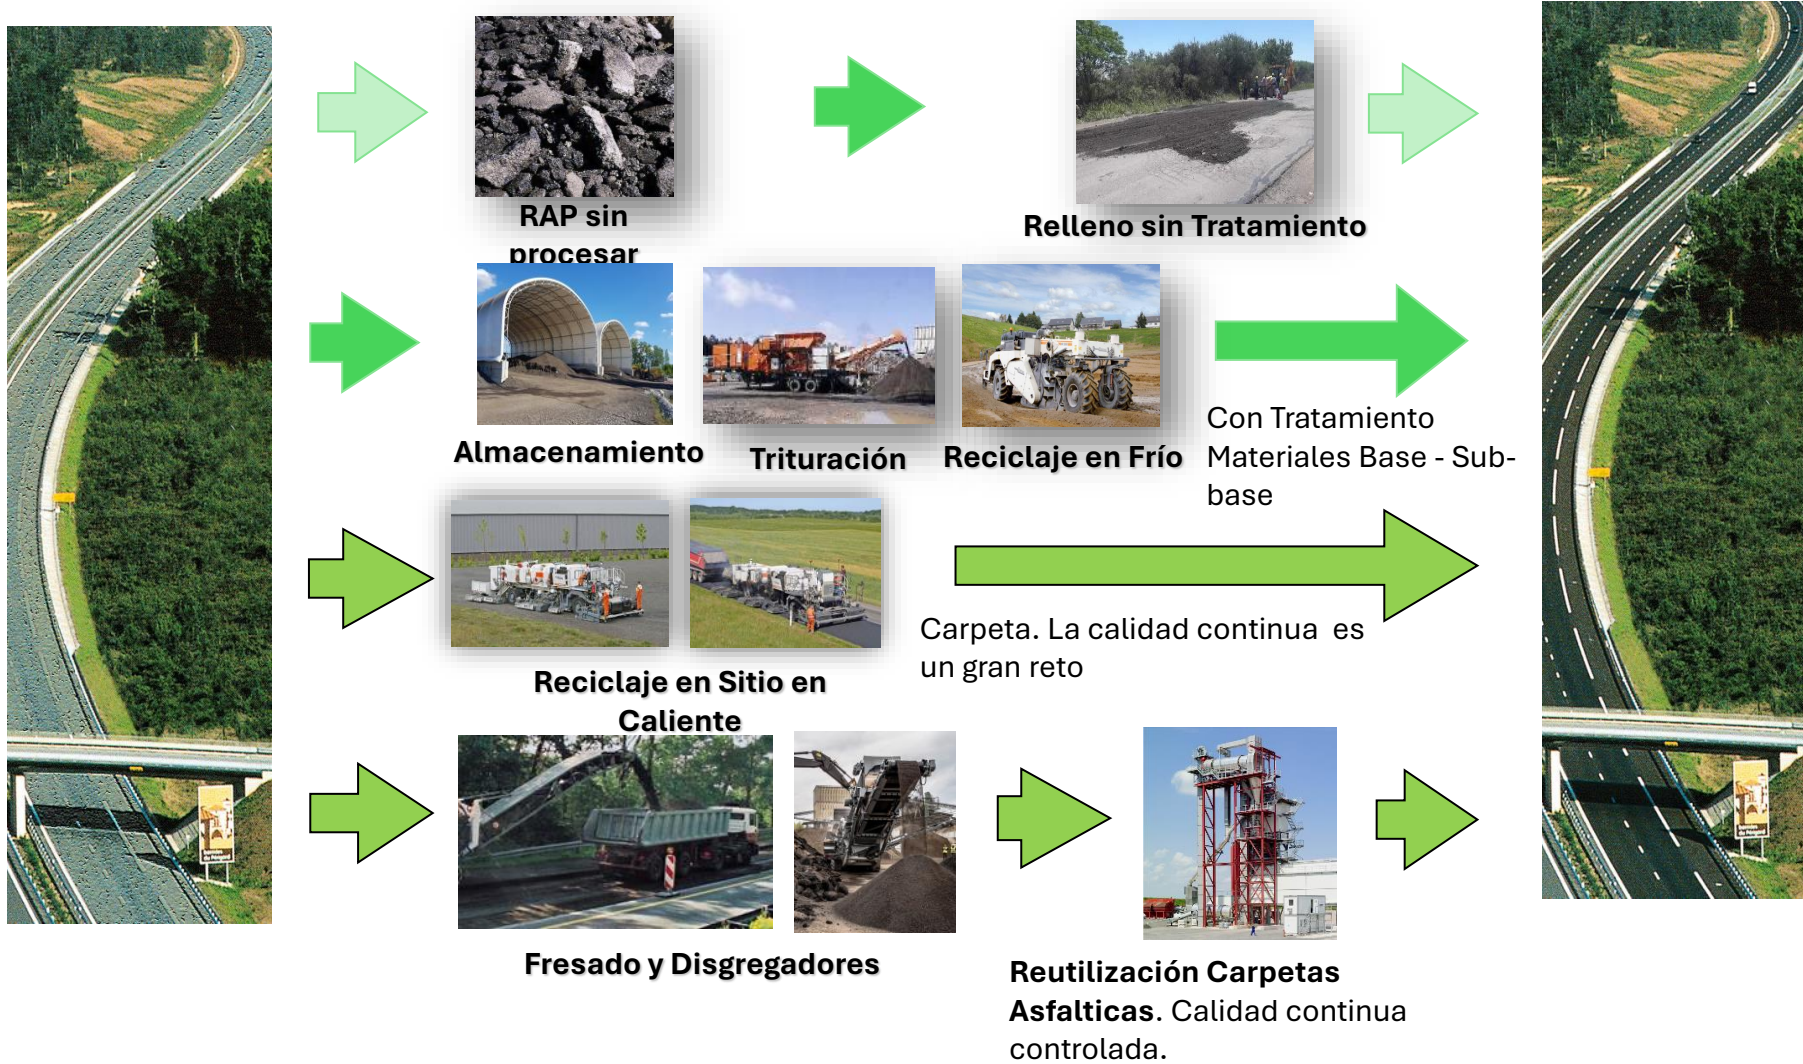 RAP sin
procesar
Relleno sin Tratamiento
Almacenamiento
Trituración
Reciclaje en Frío
Con Tratamiento
Materiales Base - Sub-
base
Reciclaje en Sitio en
Caliente
Carpeta. La calidad continua  es
un gran reto
Fresado y Disgregadores
Reutilización Carpetas
Asfalticas. Calidad continua
controlada.